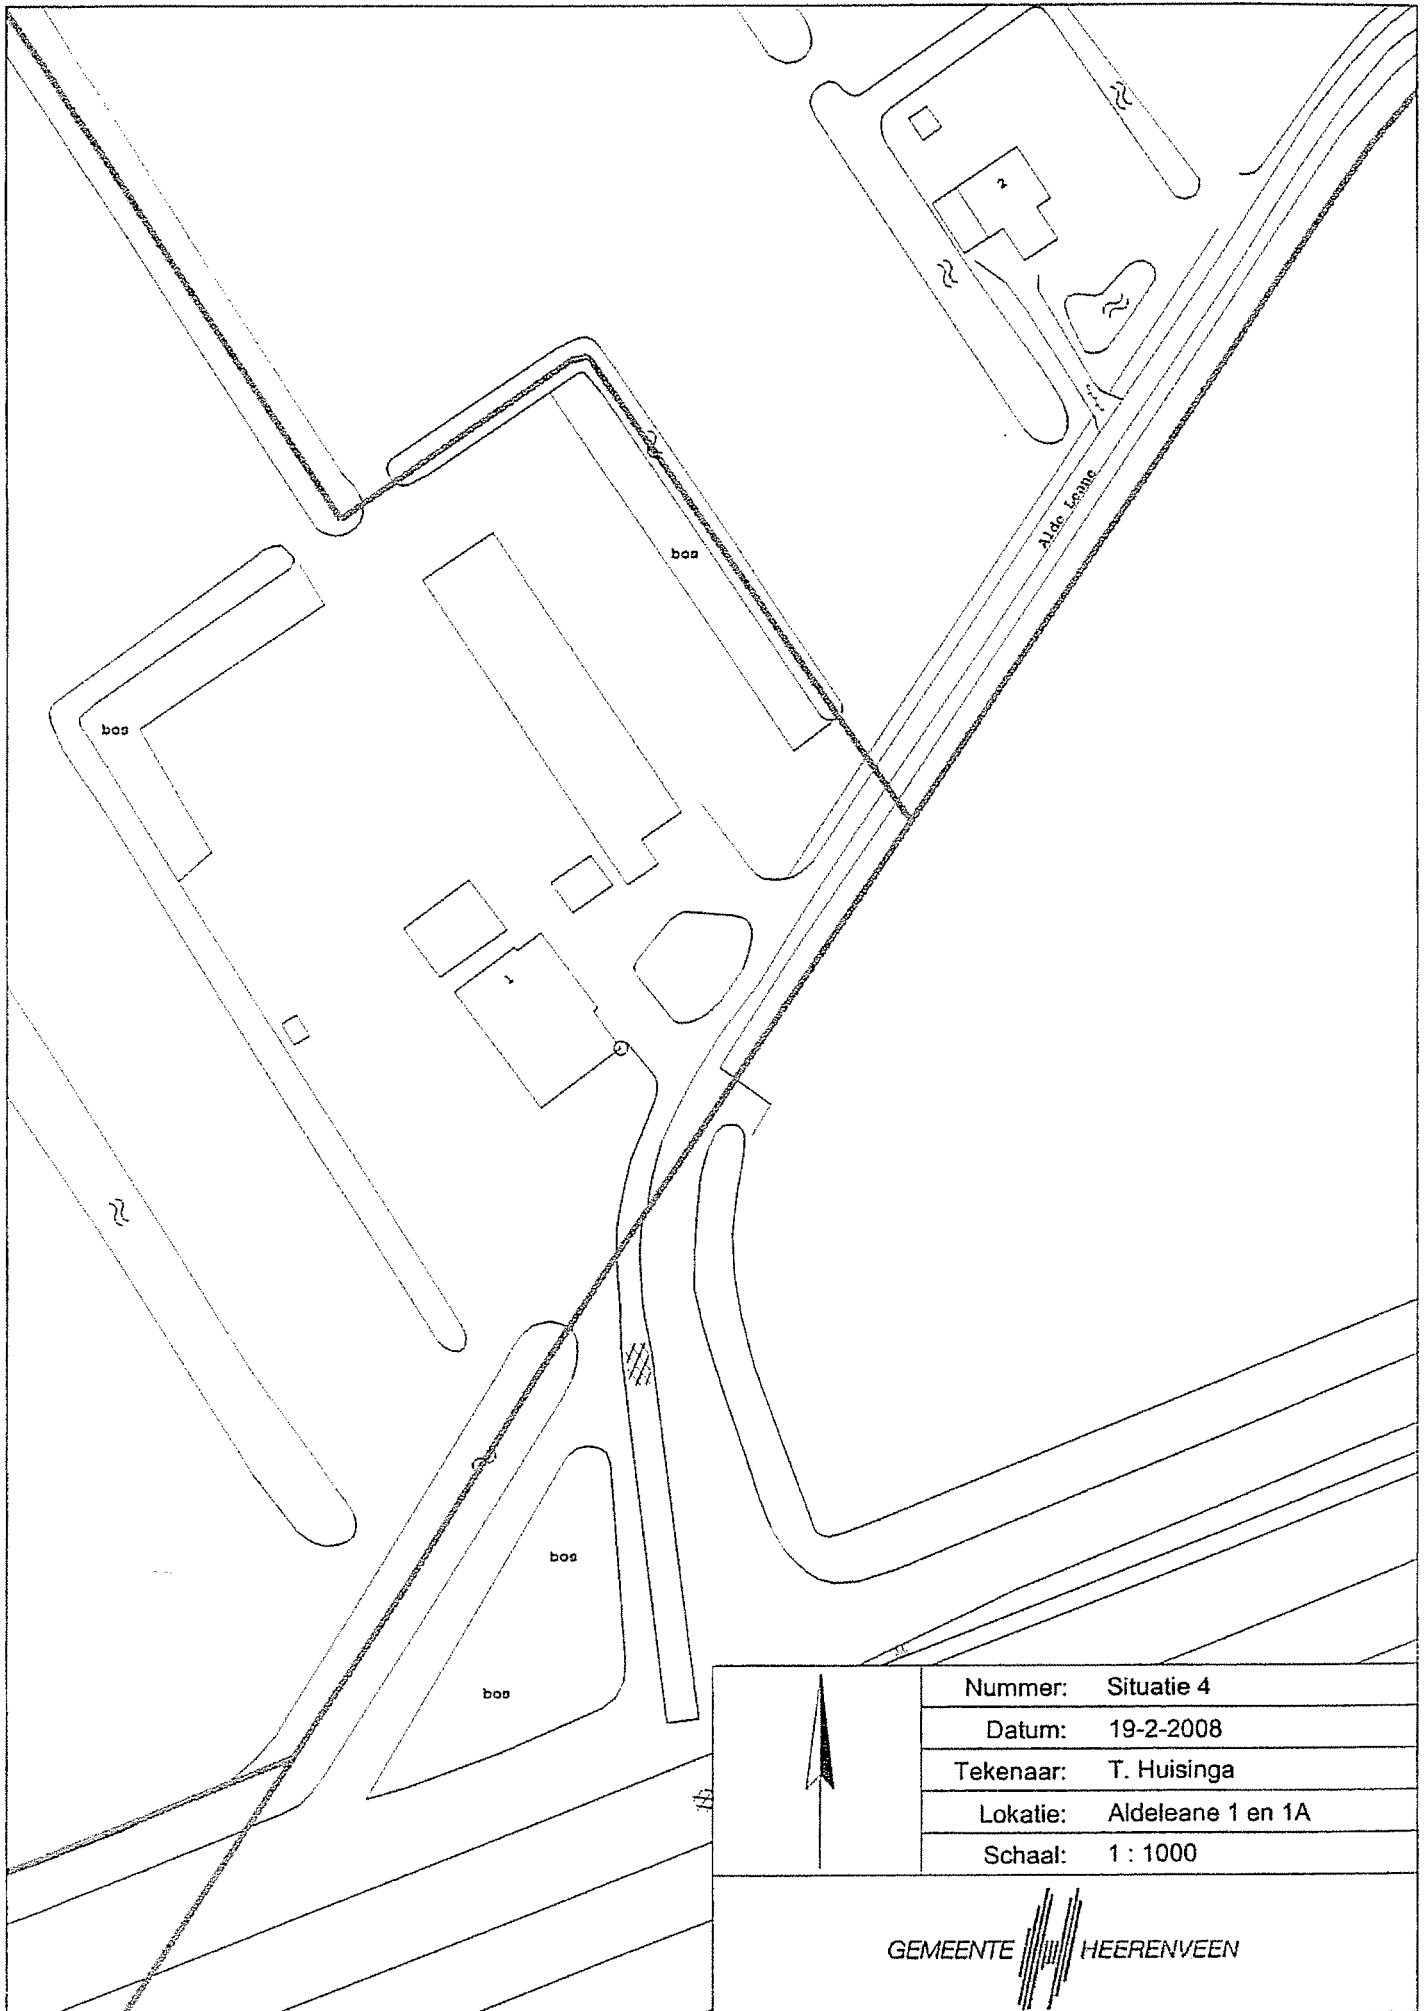 2
Alde Leane
bos
bos
1
bos
bos
Nummer: Situatie 4
Datum: 19-2-2008
Tekenaar: T. Huisinga
Lokatie: Aldeleane 1 en 1A
Schaal: 1 : 1000
GEMEENTE HEERENVEEN